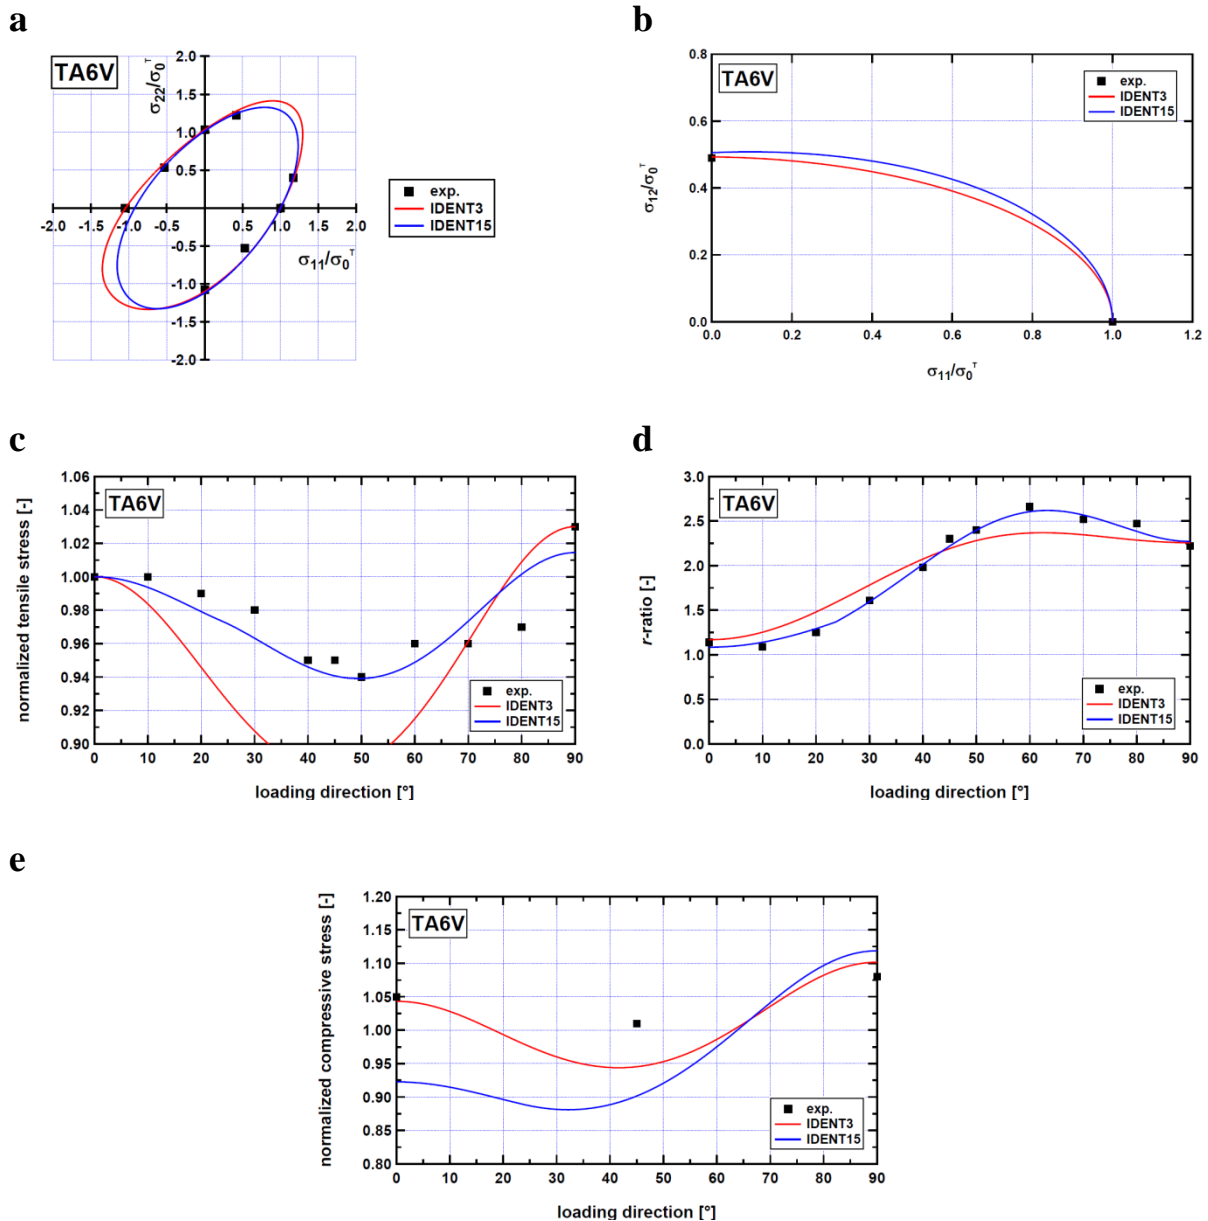 a
TA6V
σ22/σ0T
2.0
1.5
1.0
0.5
-2.0 -1.5 -1.0 -0.5 0.5 1.0 1.5 2.0
-0.5
-1.0
-1.5
-2.0
σ11/σ0T
exp.
IDENT3
IDENT15
b
TA6V
σ12/σ0T
0.8
0.6
0.4
0.2
0.0
0.0 0.2 0.4 0.6 0.8 1.0 1.2
σ11/σ0T
exp.
IDENT3
IDENT15
c
TA6V
normalized tensile stress [-]
1.06
1.04
1.02
1.00
0.98
0.96
0.94
0.92
0.90
0 10 20 30 40 50 60 70 80 90
loading direction [°]
exp.
IDENT3
IDENT15
d
TA6V
r-ratio [-]
3.0
2.5
2.0
1.5
1.0
0.5
0.0
0 10 20 30 40 50 60 70 80 90
loading direction [°]
exp.
IDENT3
IDENT15
e
TA6V
normalized compressive stress [-]
1.20
1.15
1.10
1.05
1.00
0.95
0.90
0.85
0.80
0 10 20 30 40 50 60 70 80 90
loading direction [°]
exp.
IDENT3
IDENT15